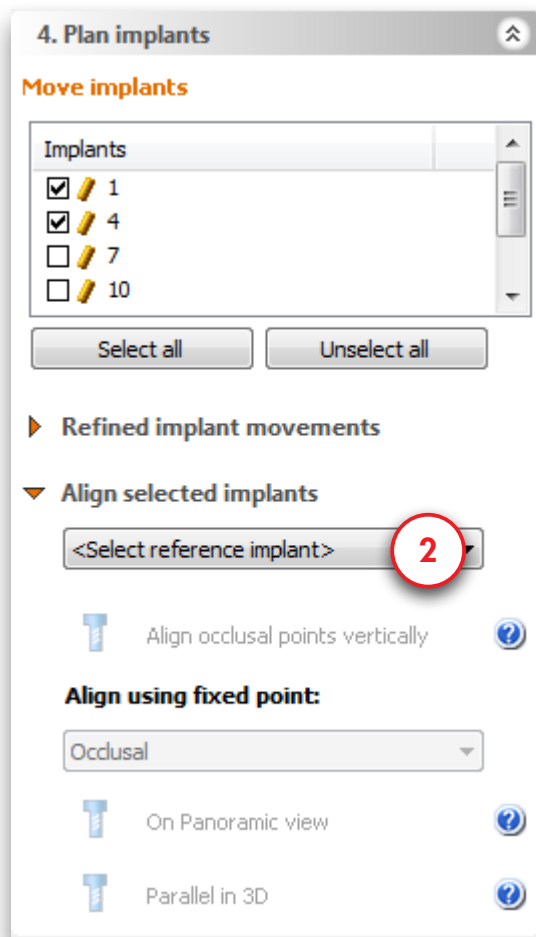 4. Plan implants
Move implants
Implants
1
4
7
10
Select all Unselect all
Refined implant movements
Align selected implants
<Select reference implant> 2
Align occlusal points vertically ?
Align using fixed point:
Occlusal
On Panoramic view ?
Parallel in 3D ?